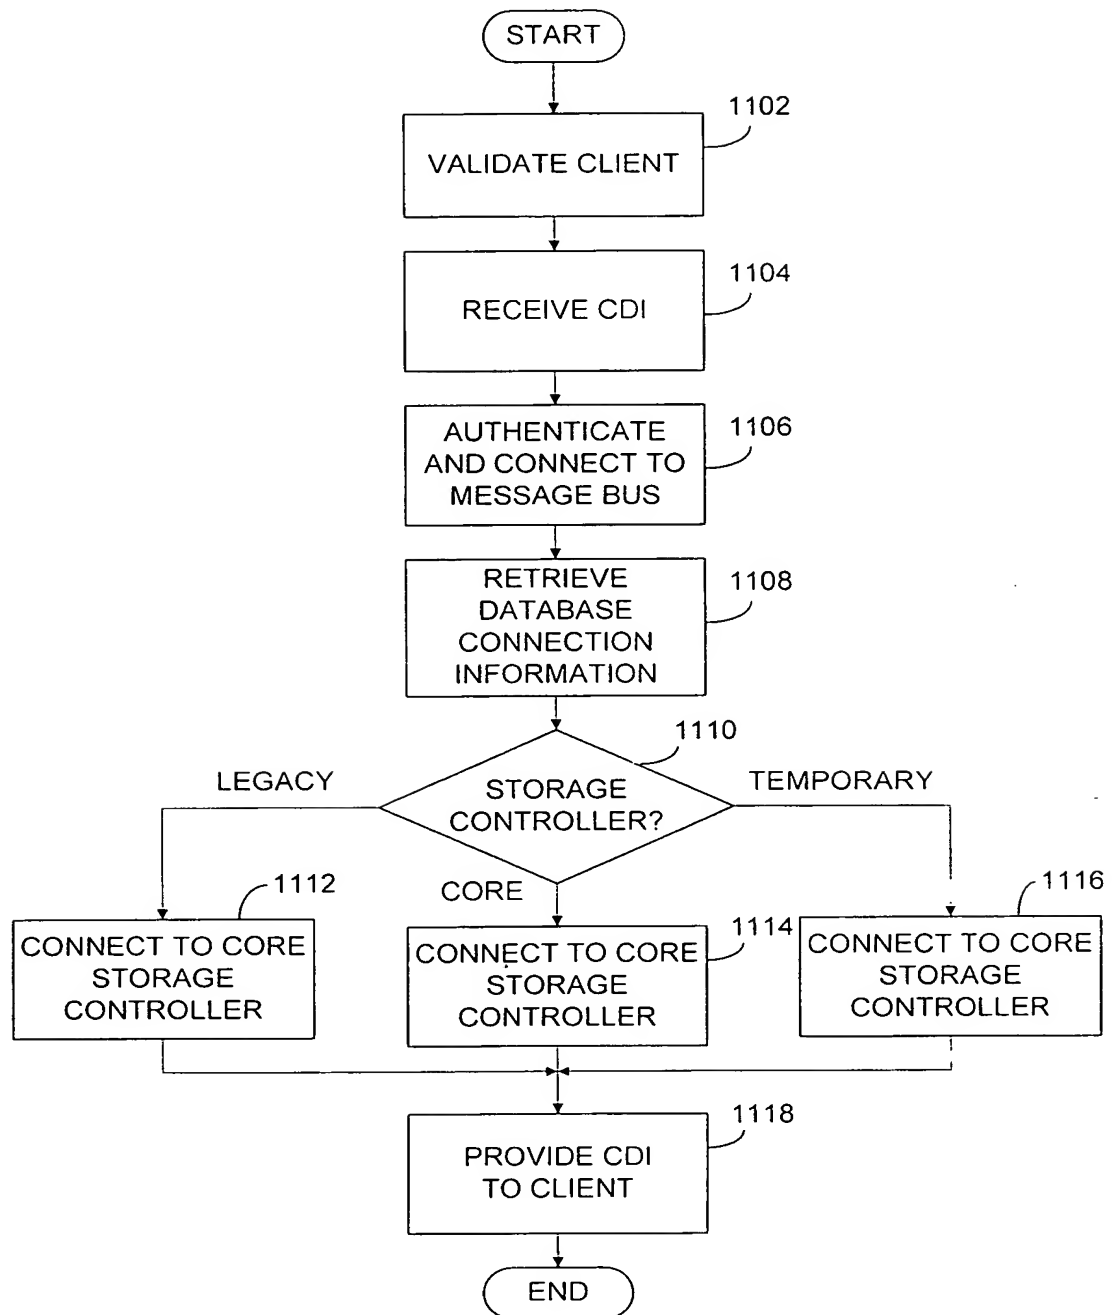 START
1102
VALIDATE CLIENT
1104
RECEIVE CDI
1106
AUTHENTICATE
AND CONNECT TO
MESSAGE BUS
1108
RETRIEVE
DATABASE
CONNECTION
INFORMATION
1110
LEGACY
STORAGE
CONTROLLER?
TEMPORARY
CORE
1112
CONNECT TO CORE
STORAGE
CONTROLLER
1114
CONNECT TO CORE
STORAGE
CONTROLLER
1116
CONNECT TO CORE
STORAGE
CONTROLLER
1118
PROVIDE CDI
TO CLIENT
END